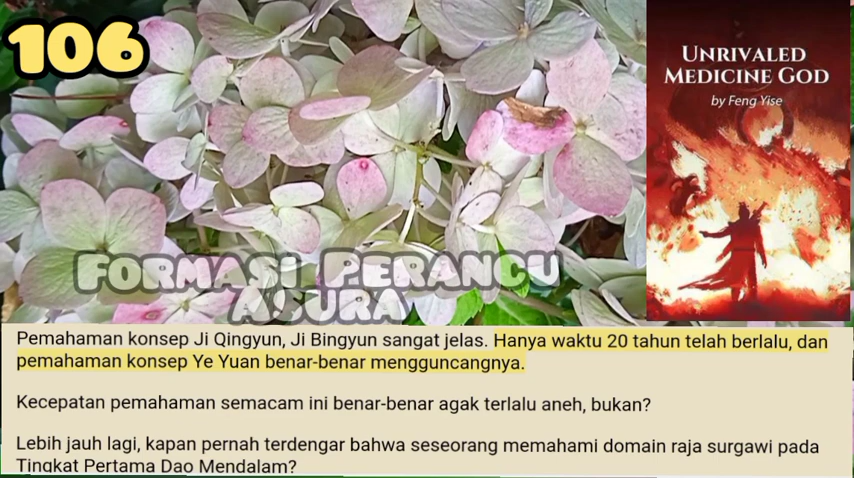 106
UNRIVALED
MEDICINE GOD
by Feng Yise
FORMASI PERANCU
ASURA
Pemahaman konsep Ji Qingyun, Ji Bingyun sangat jelas. Hanya waktu 20 tahun telah berlalu, dan
pemahaman konsep Ye Yuan benar-benar mengguncangnya.
Kecepatan pemahaman semacam ini benar-benar agak terlalu aneh, bukan?
Lebih jauh lagi, kapan pernah terdengar bahwa seseorang memahami domain raja surgawi pada
Tingkat Pertama Dao Mendalam?